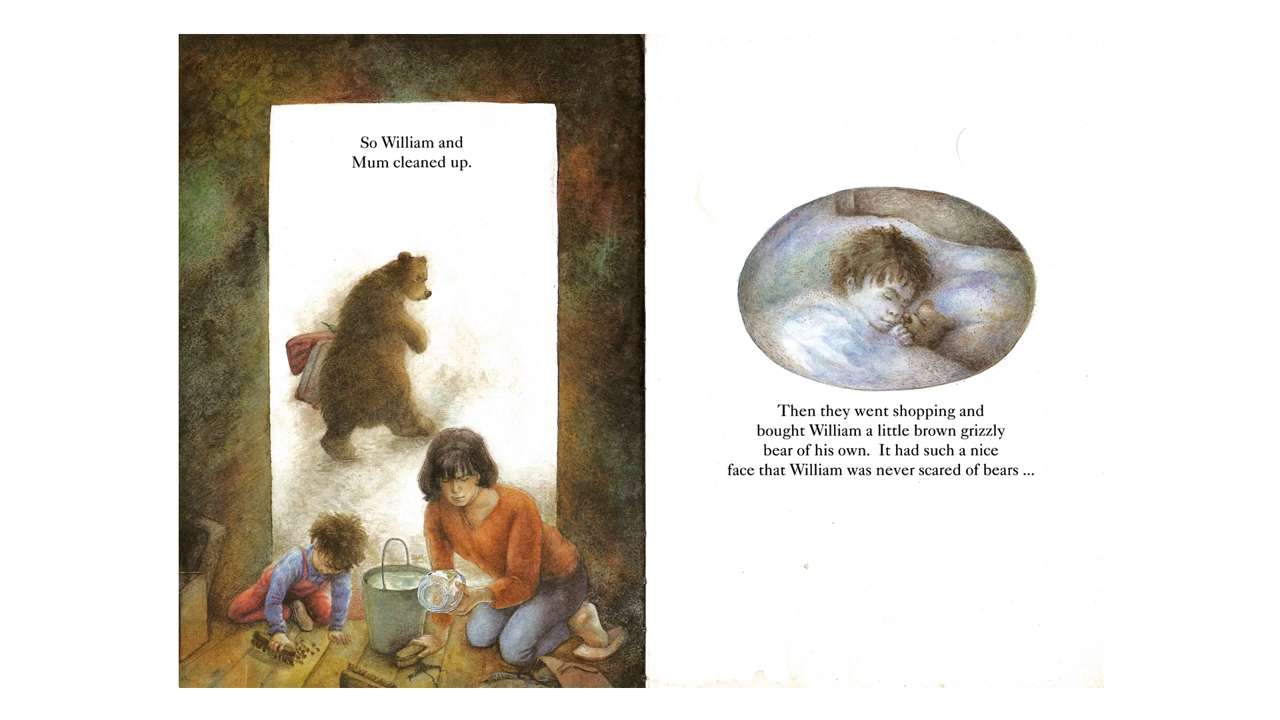 So William and
Mum cleaned up.
Then they went shopping and
bought William a little brown grizzly
bear of his own.  It had such a nice
face that William was never scared of bears ...